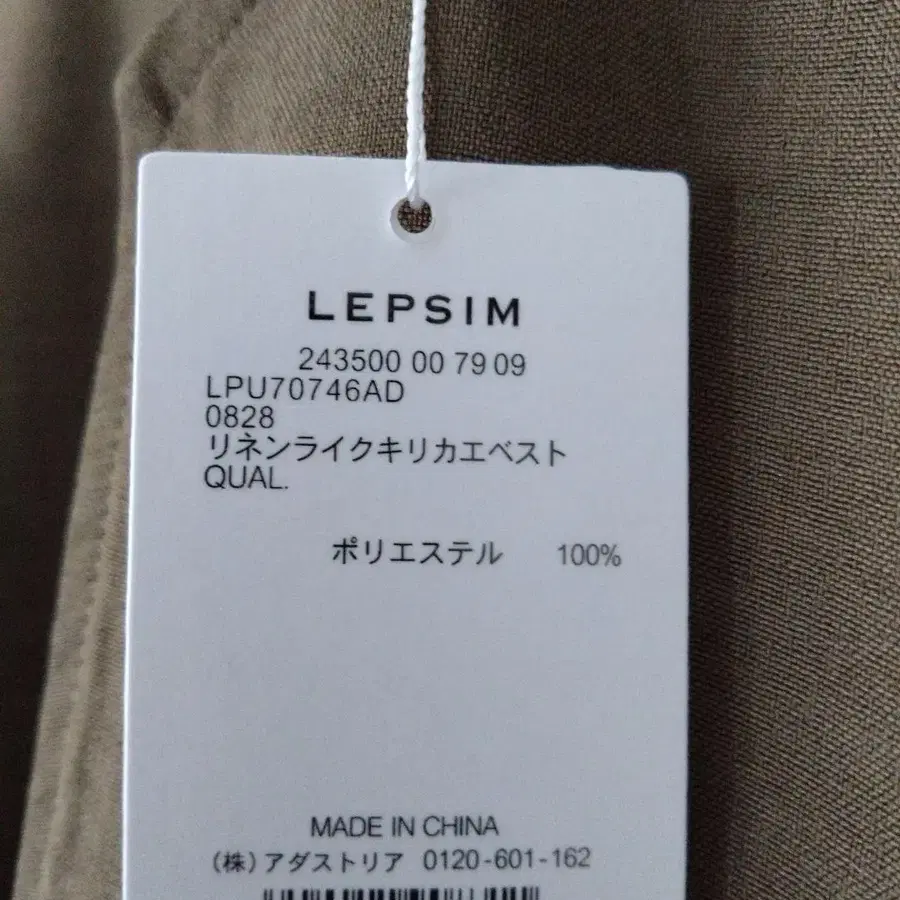 LEPSIM
243500 00 79 09
LPU70746AD
0828
リネンライクキリカエベスト
QUAL.
ポリエステル 100%
MADE IN CHINA
(株)アダストリア 0120-601-162